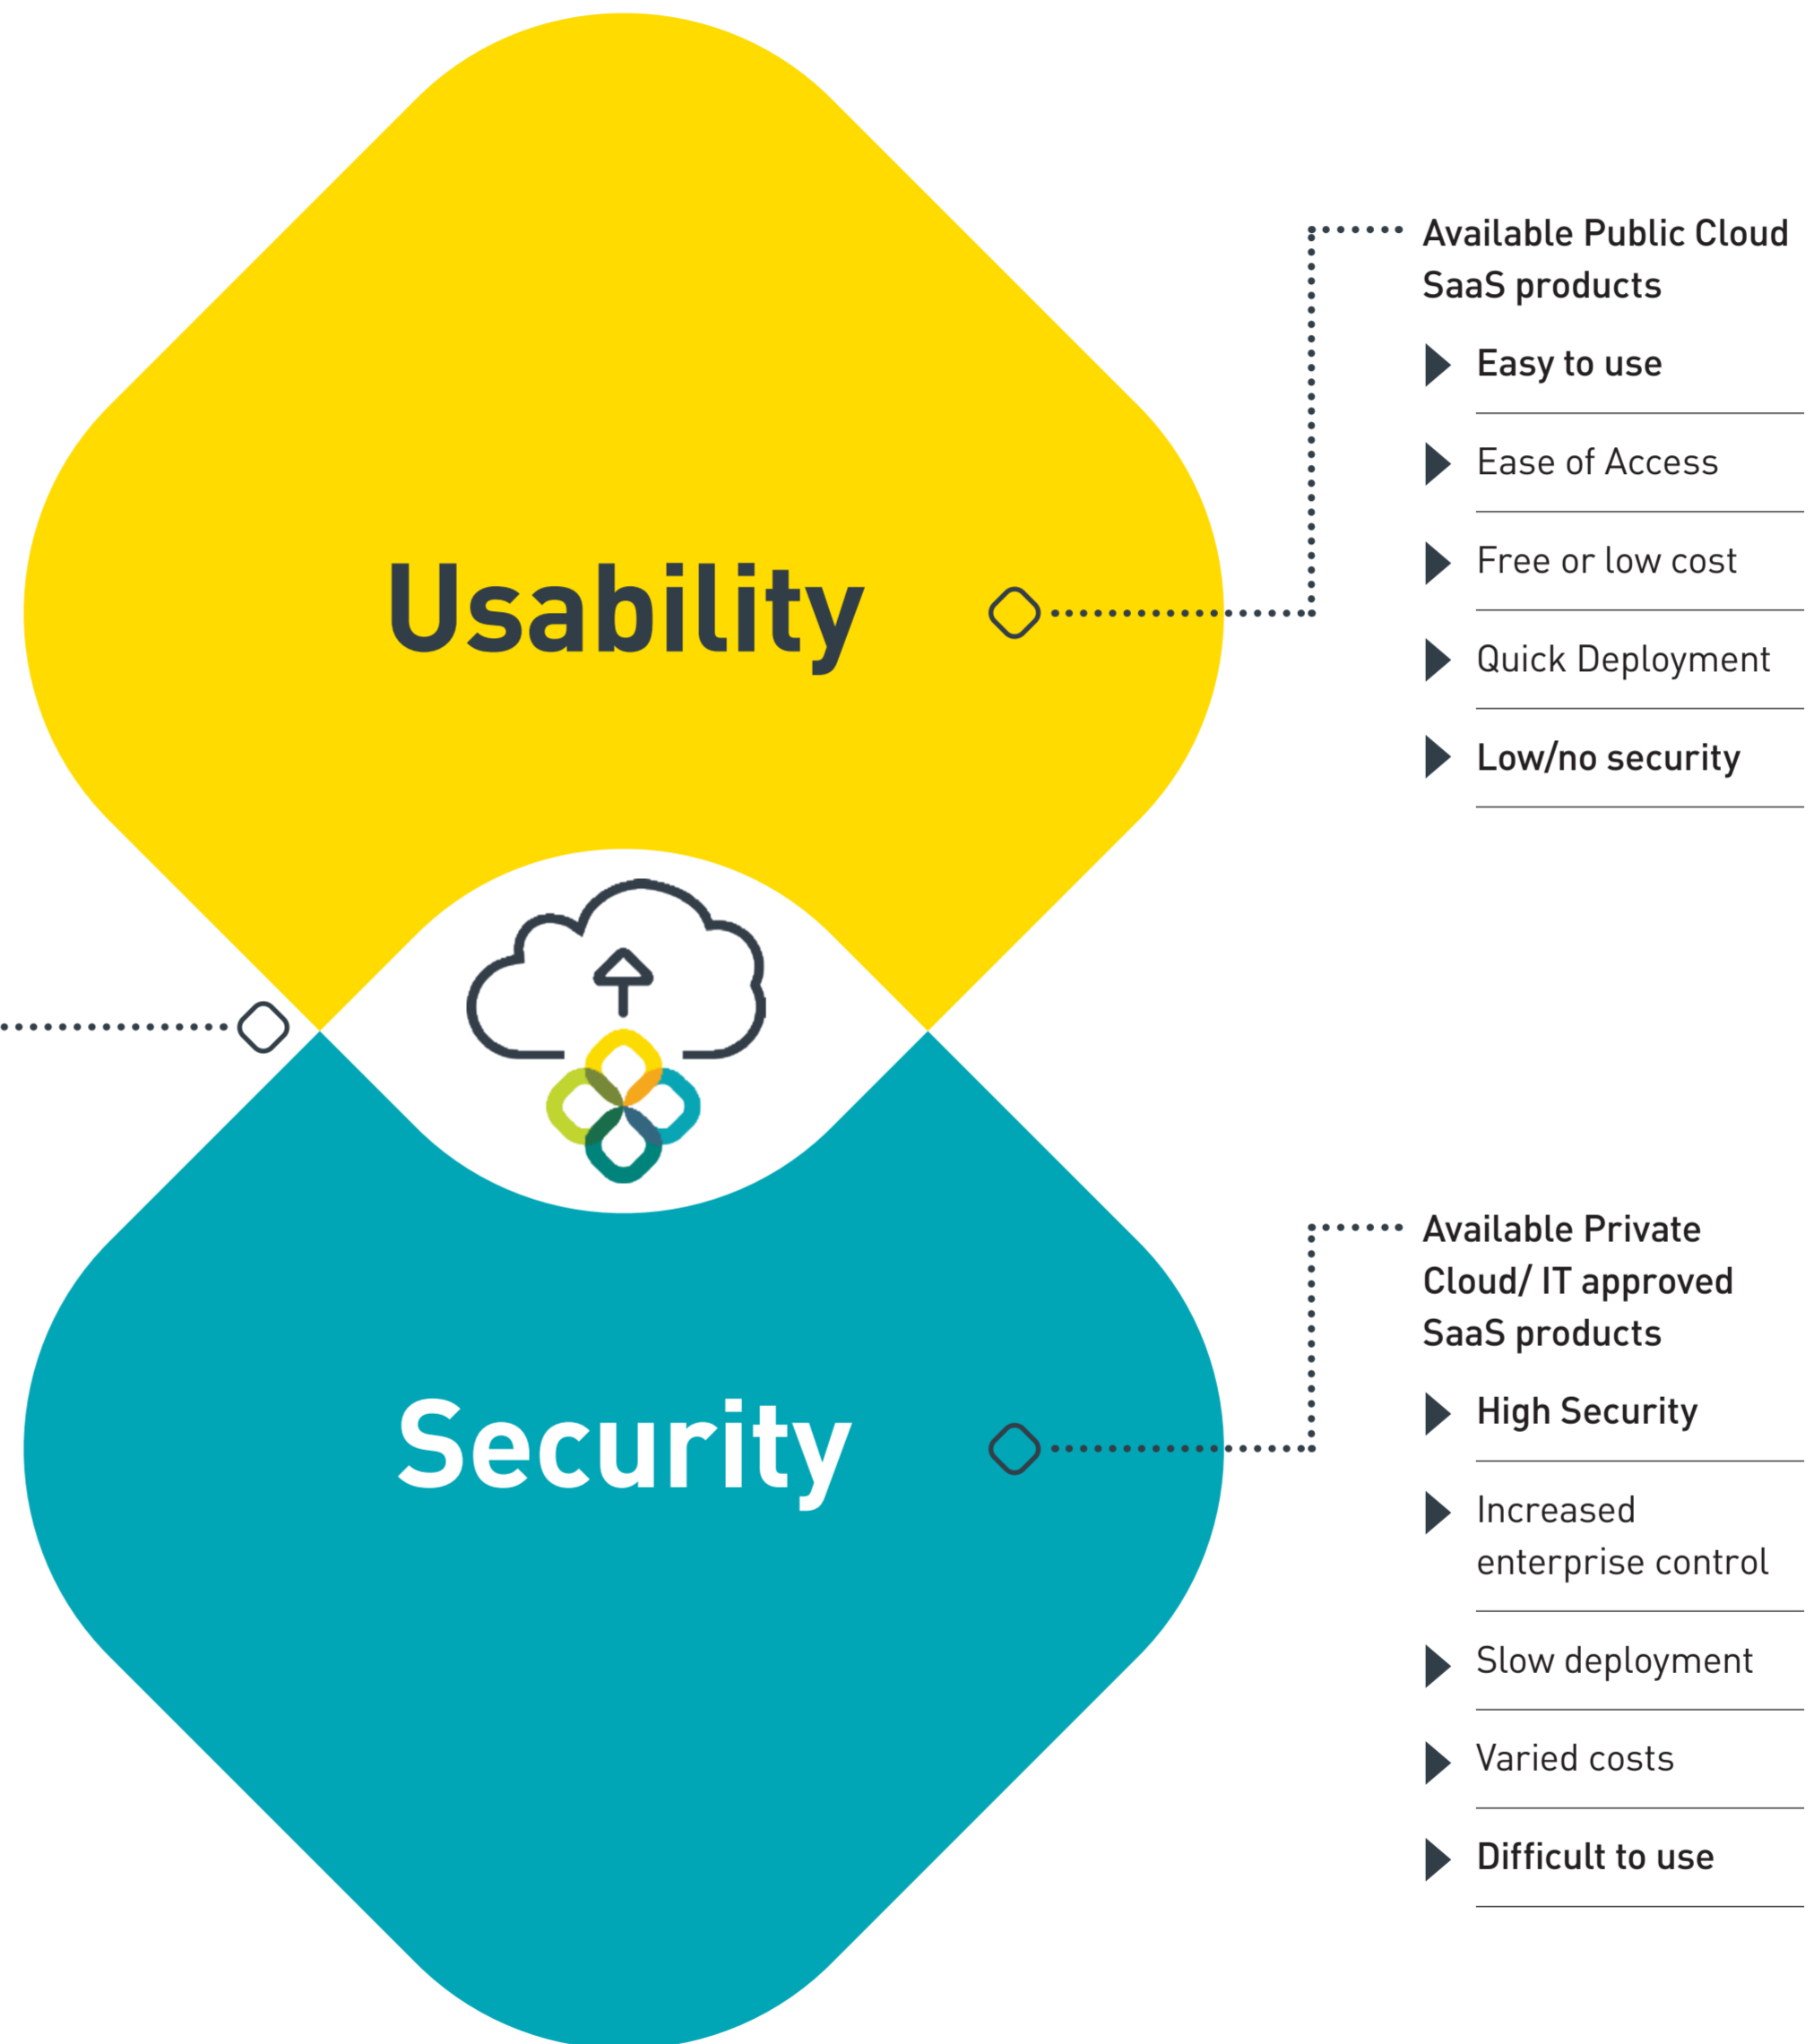 Usability
Available Public Cloud
SaaS products
Easy to use
Ease of Access
Free or low cost
Quick Deployment
Low/no security
Security
Available Private
Cloud/ IT approved
SaaS products
High Security
Increased
enterprise control
Slow deployment
Varied costs
Difficult to use